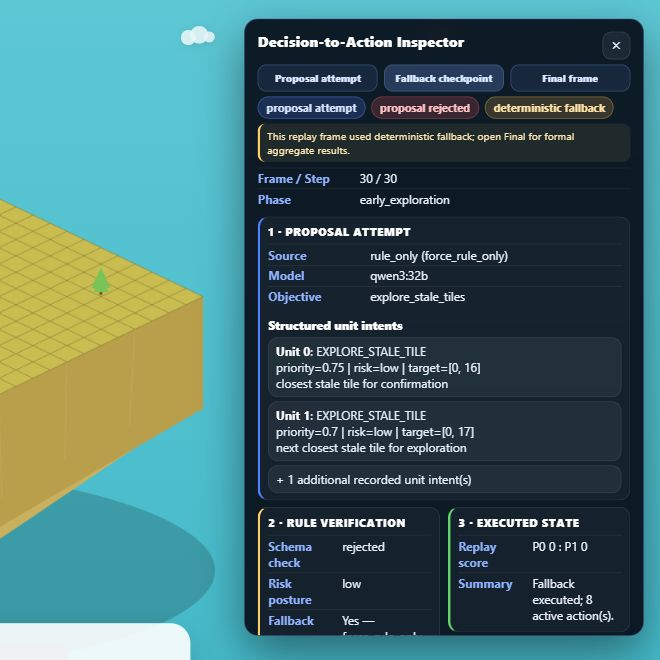 Decision-to-Action Inspector
×
Proposal attempt
Fallback checkpoint
Final frame
proposal attempt
proposal rejected
deterministic fallback
This replay frame used deterministic fallback; open Final for formal
aggregate results.
Frame / Step 30 / 30
Phase early_exploration
1 · PROPOSAL ATTEMPT
Source rule_only (force_rule_only)
Model qwen3:32b
Objective explore_stale_tiles
Structured unit intents
Unit 0: EXPLORE_STALE_TILE
priority=0.75 | risk=low | target=[0, 16]
closest stale tile for confirmation
Unit 1: EXPLORE_STALE_TILE
priority=0.7 | risk=low | target=[0, 17]
next closest stale tile for exploration
+ 1 additional recorded unit intent(s)
2 · RULE VERIFICATION
Schema rejected
check
Risk low
posture
Fallback Yes —
3 · EXECUTED STATE
Replay P0 0 : P1 0
score
Summary Fallback
executed; 8
active action(s).